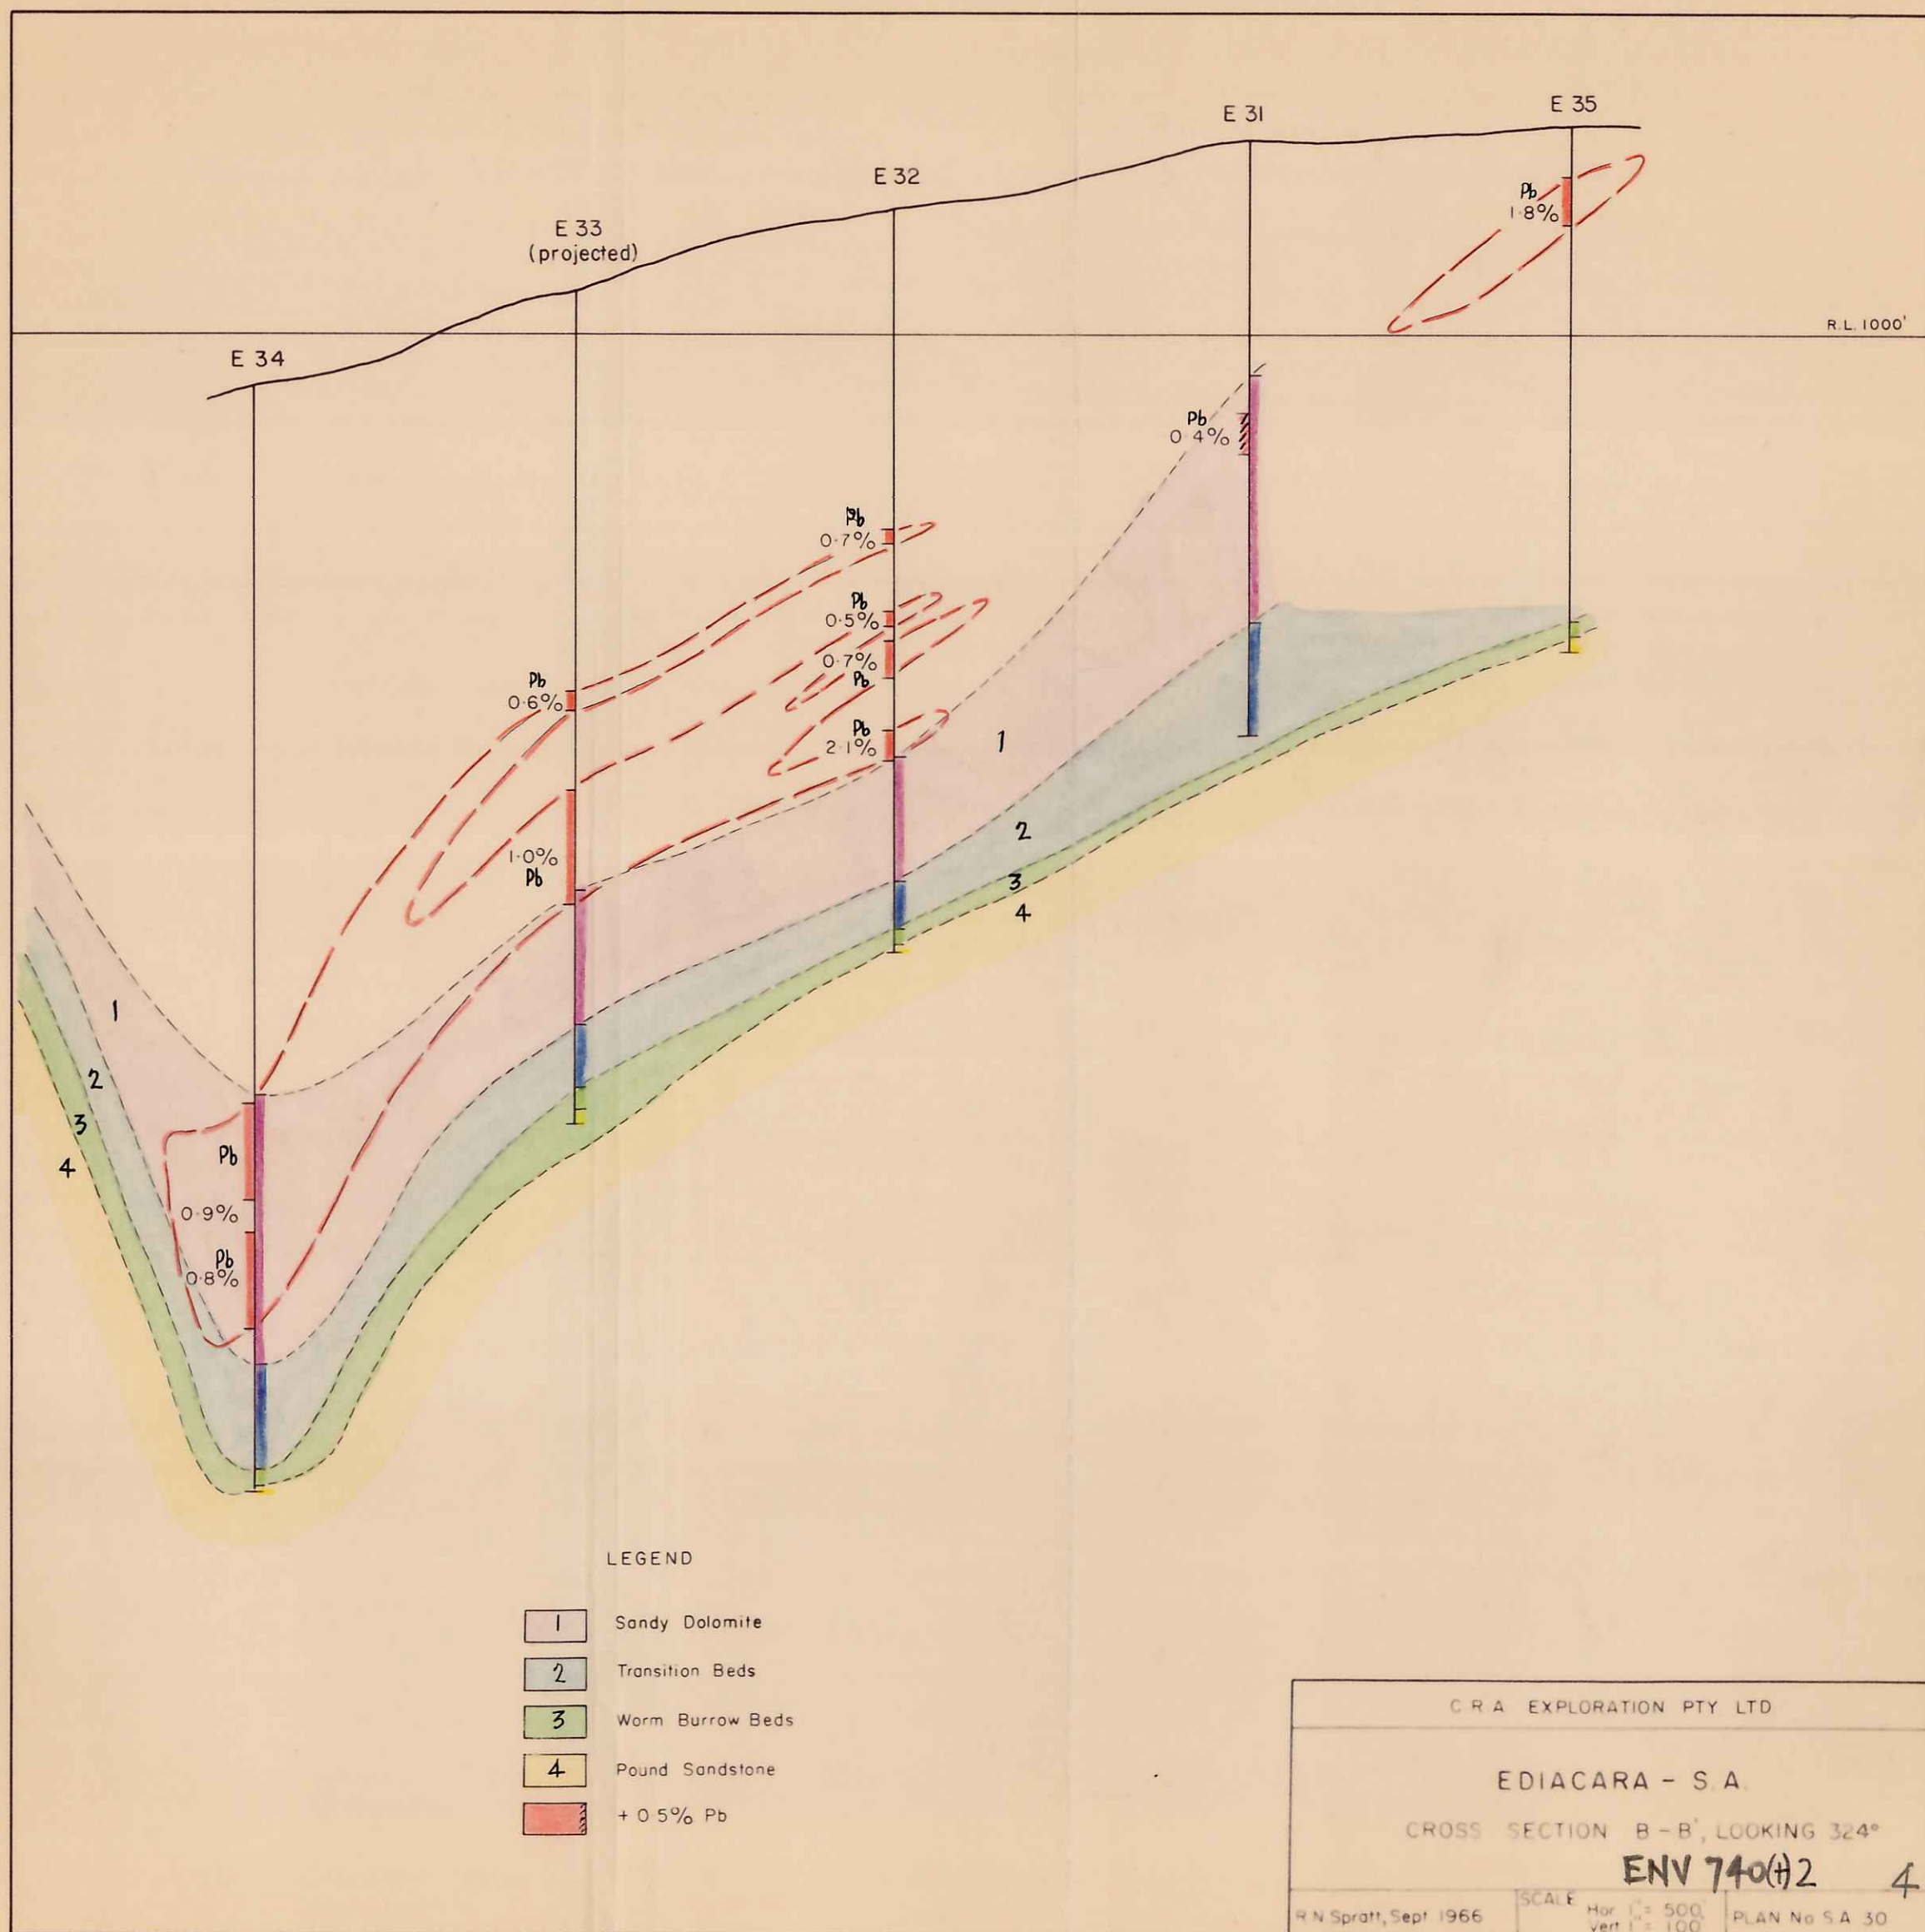 E 35
E 31
E 32
E 33
(projected)
Pb
1·8%
R.L. 1000'
E 34
Pb
0·4%
Pb
0·7%
Pb
0·5%
0·7%
Pb
Pb
0·6%
Pb
2·1%
1
2
1·0%
Pb
3
4
1
2
3
4
Pb
0·9%
Pb
0·8%
LEGEND
1 Sandy Dolomite
2 Transition Beds
3 Worm Burrow Beds
4 Pound Sandstone
+ 0·5% Pb
C R A EXPLORATION PTY LTD
EDIACARA - S.A.
CROSS SECTION B - B', LOOKING 324°
ENV 740(H)2 4
R N Spratt, Sept 1966
SCALE Hor 1" = 500'
Vert 1" = 100'
PLAN No S A 30